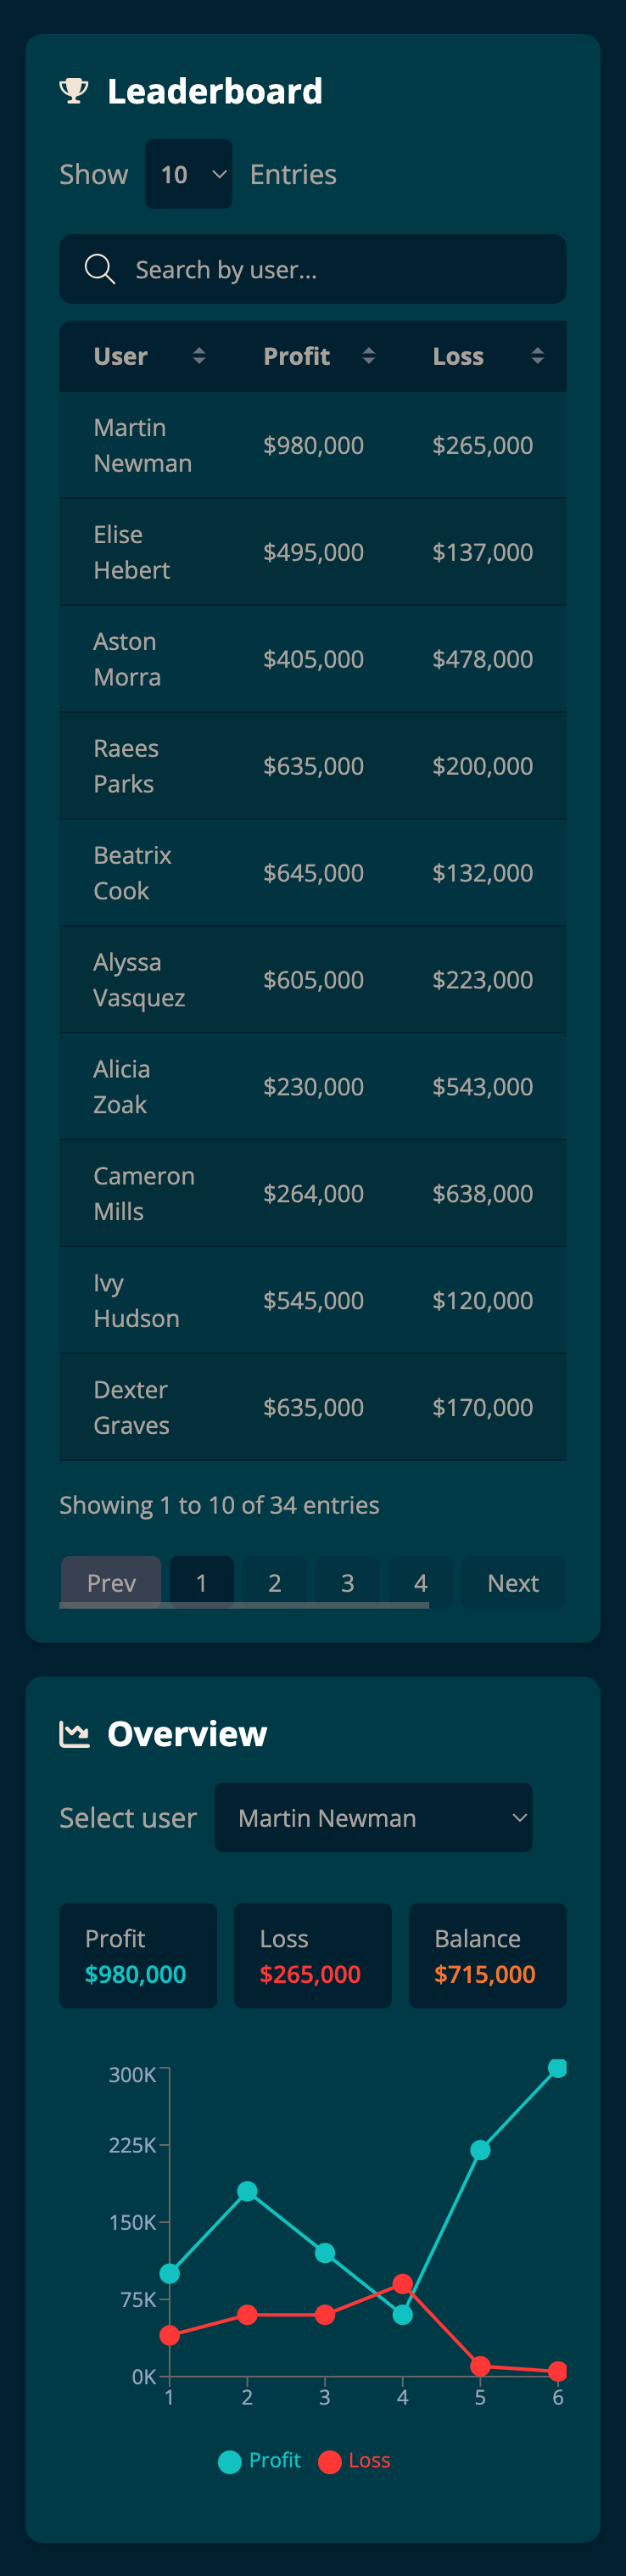 Leaderboard
Show 10 Entries
Search by user...
User Profit Loss
Martin
Newman $980,000 $265,000
Elise
Hebert $495,000 $137,000
Aston
Morra $405,000 $478,000
Raees
Parks $635,000 $200,000
Beatrix
Cook $645,000 $132,000
Alyssa
Vasquez $605,000 $223,000
Alicia
Zoak $230,000 $543,000
Cameron
Mills $264,000 $638,000
Ivy
Hudson $545,000 $120,000
Dexter
Graves $635,000 $170,000
Showing 1 to 10 of 34 entries
Prev 1 2 3 4 Next
Overview
Select user Martin Newman
Profit Loss Balance
$980,000 $265,000 $715,000
300K
225K
150K
75K
0K
1 2 3 4 5 6
Profit Loss